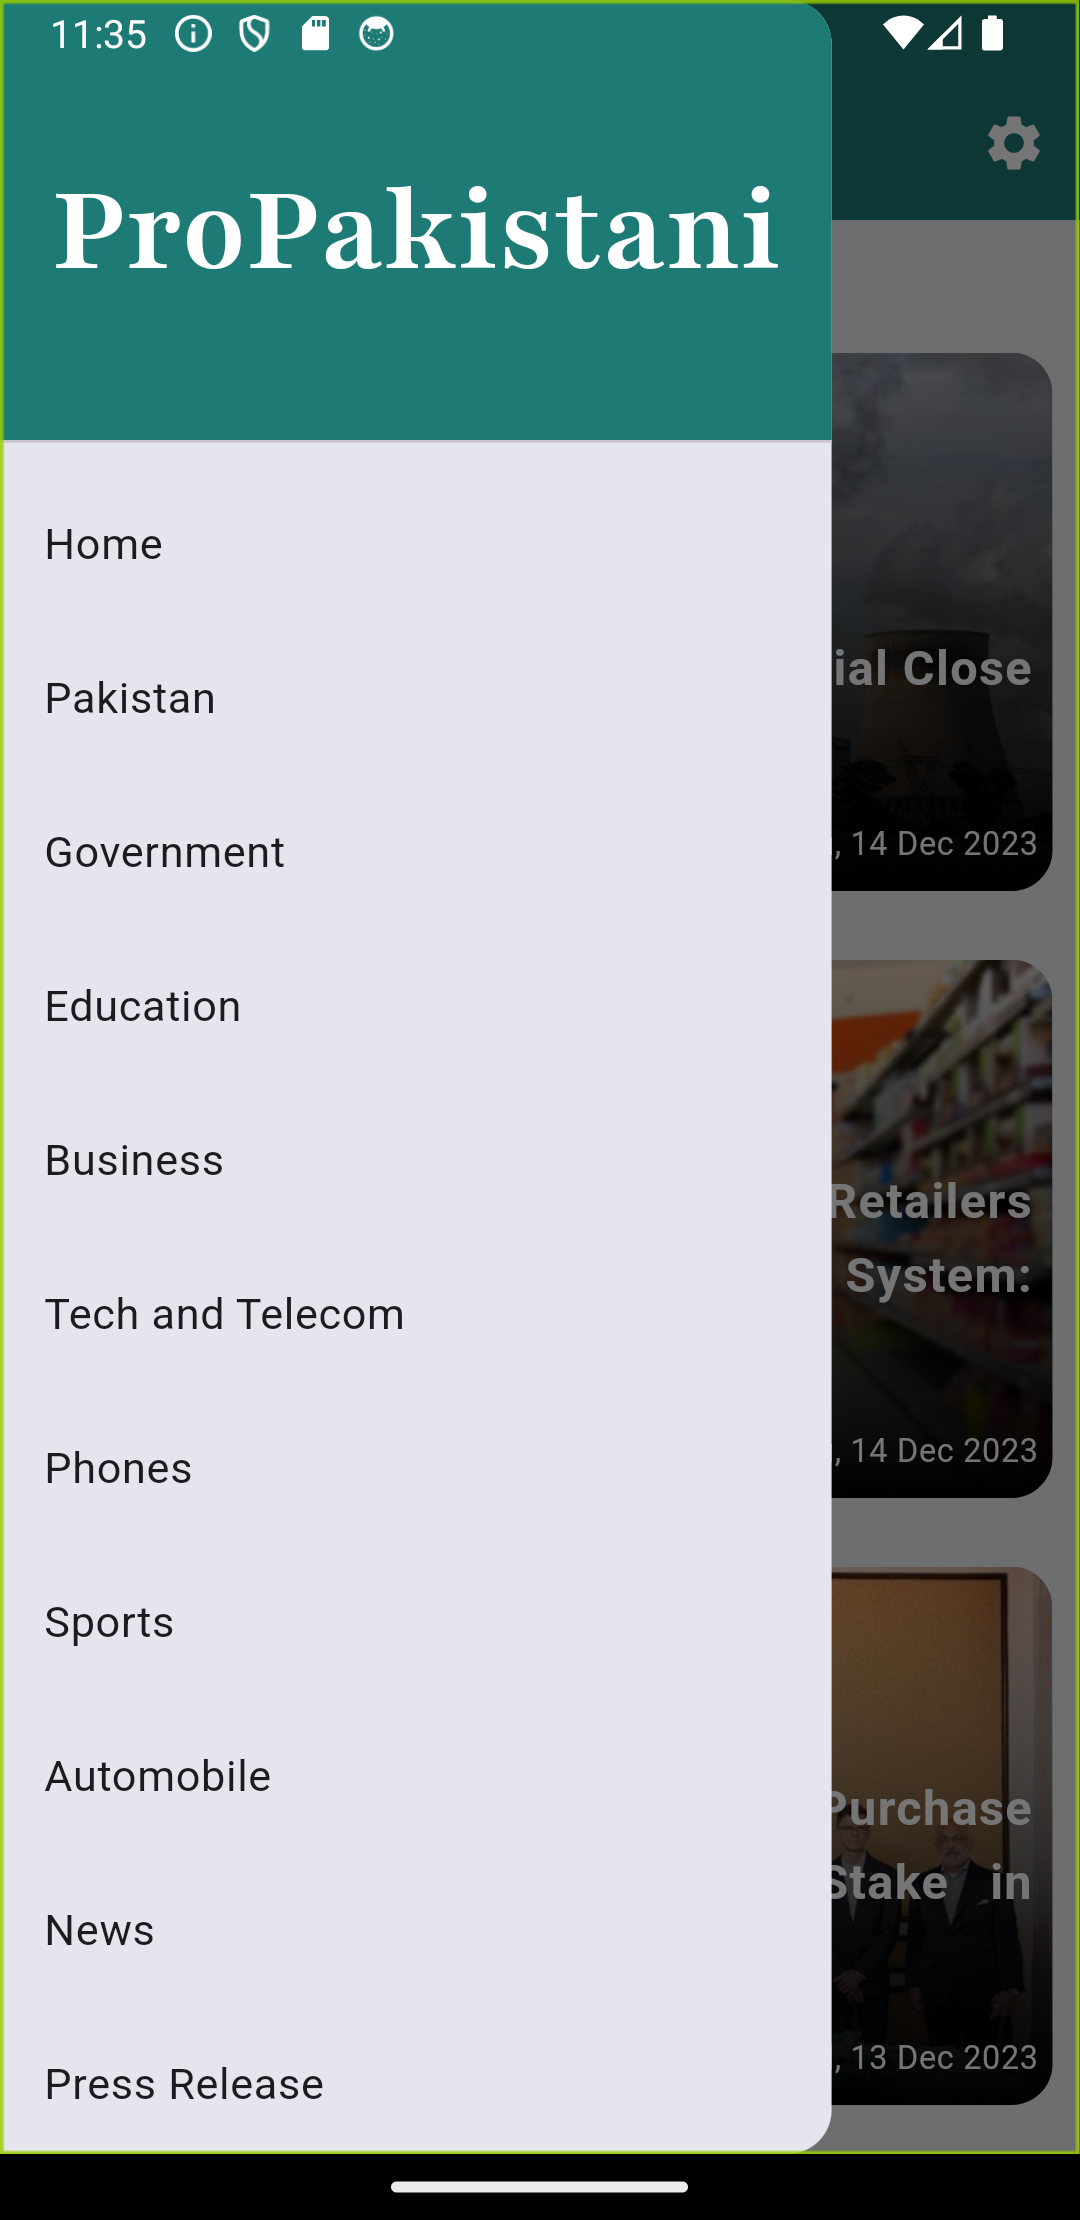 11:35
ProPakistani
Home
Pakistan
Government
Education
Business
Tech and Telecom
Phones
Sports
Automobile
News
Press Release
Close
, 14 Dec 2023
Retailers
System:
, 14 Dec 2023
Purchase
Stake in
, 13 Dec 2023